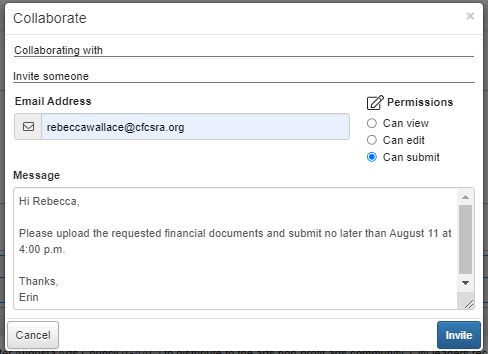 Collaborate
×
Collaborating with
Invite someone
Email Address
rebeccawallace@cfcsra.org
Permissions
Can view
Can edit
Can submit
Message
Hi Rebecca,
Please upload the requested financial documents and submit no later than August 11 at
4:00 p.m.
Thanks,
Erin
Cancel
Invite